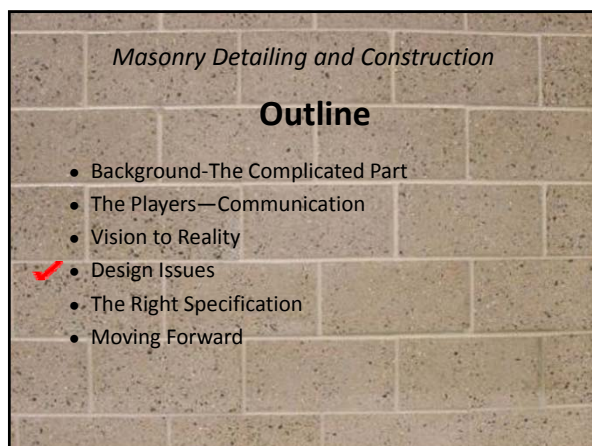 Masonry Detailing and Construction
Outline
• Background-The Complicated Part
• The Players—Communication
• Vision to Reality
• Design Issues
• The Right Specification
• Moving Forward